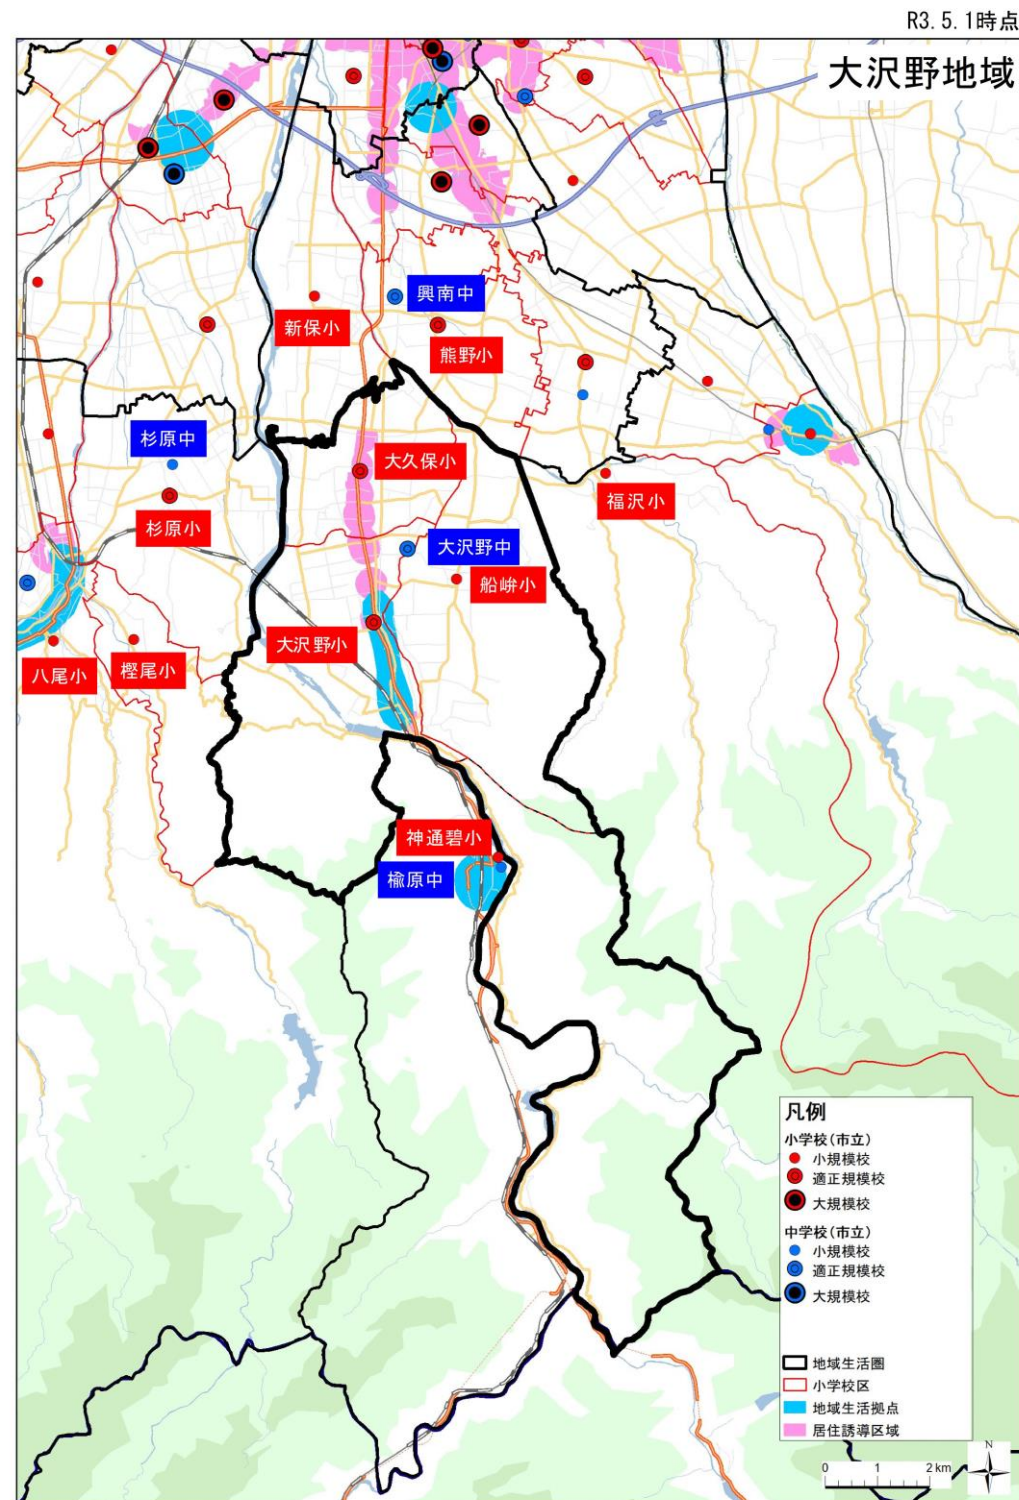 R3.5.1時点
大沢野地域
興南中
新保小
熊野小
杉原中
大久保小
福沢小
杉原小
大沢野中
船峅小
大沢野小
八尾小
樫尾小
神通碧小
楡原中
凡例
小学校(市立)
小規模校
適正規模校
大規模校
中学校(市立)
小規模校
適正規模校
大規模校
地域生活圏
小学校区
地域生活拠点
居住誘導区域
0 1 2km
N